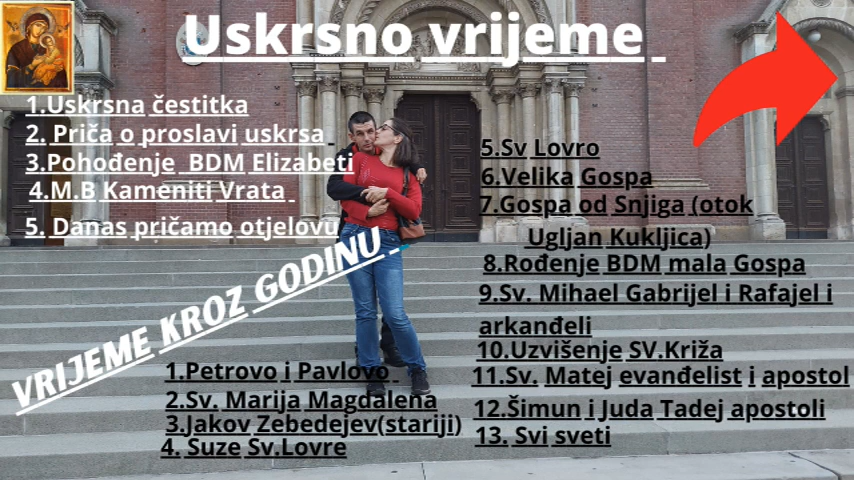 Uskrsno vrijeme
1.Uskrsna čestitka
2. Priča o proslavi uskrsa
3.Pohođenje BDM Elizabeti
4.M.B Kameniti Vrata
5. Danas pričamo otjelovu
VRIJEME KROZ GODINU -
1.Petrovo i Pavlovo
2.Sv. Marija Magdalena
3.Jakov Zebedejev(stariji)
4. Suze Sv.Lovre
5.Sv Lovro
6.Velika Gospa
7.Gospa od Snjiga (otok
Ugljan Kukljica)
8.Rođenje BDM mala Gospa
9.Sv. Mihael Gabrijel i Rafajel i
arkanđeli
10.Uzvišenje SV.Križa
11.Sv. Matej evanđelist i apostol
12.Šimun i Juda Tadej apostoli
13. Svi sveti